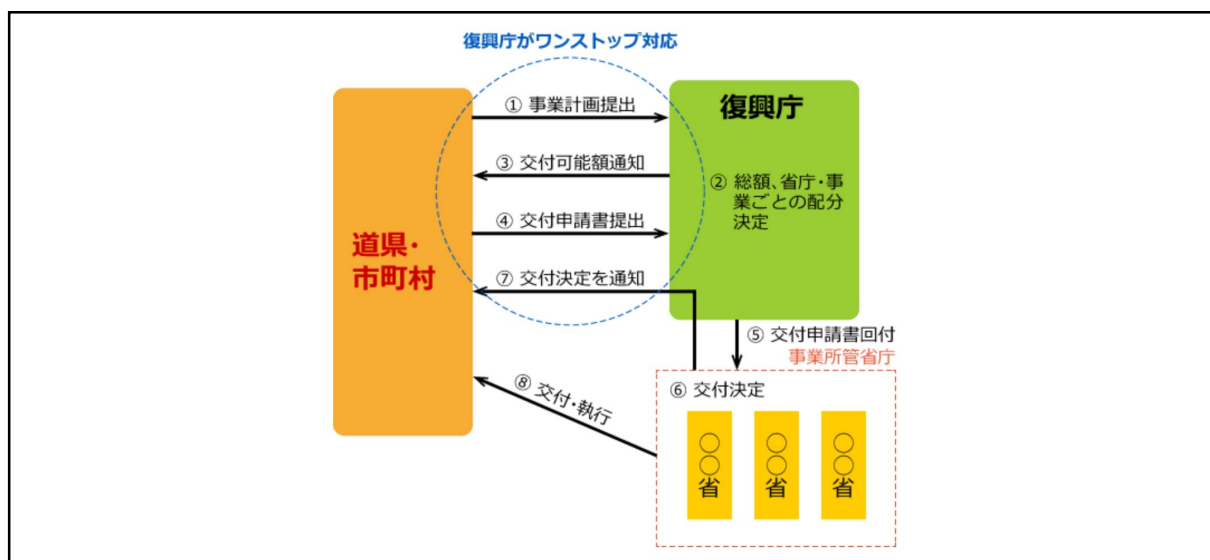 復興庁がワンストップ対応
道県・
市町村
① 事業計画提出
③ 交付可能額通知
④ 交付申請書提出
⑦ 交付決定を通知
復興庁
② 総額、省庁・事
業ごとの配分
決定
⑤ 交付申請書回付
事業所管省庁
⑥ 交付決定
○○省
○○省
○○省
⑧ 交付・執行